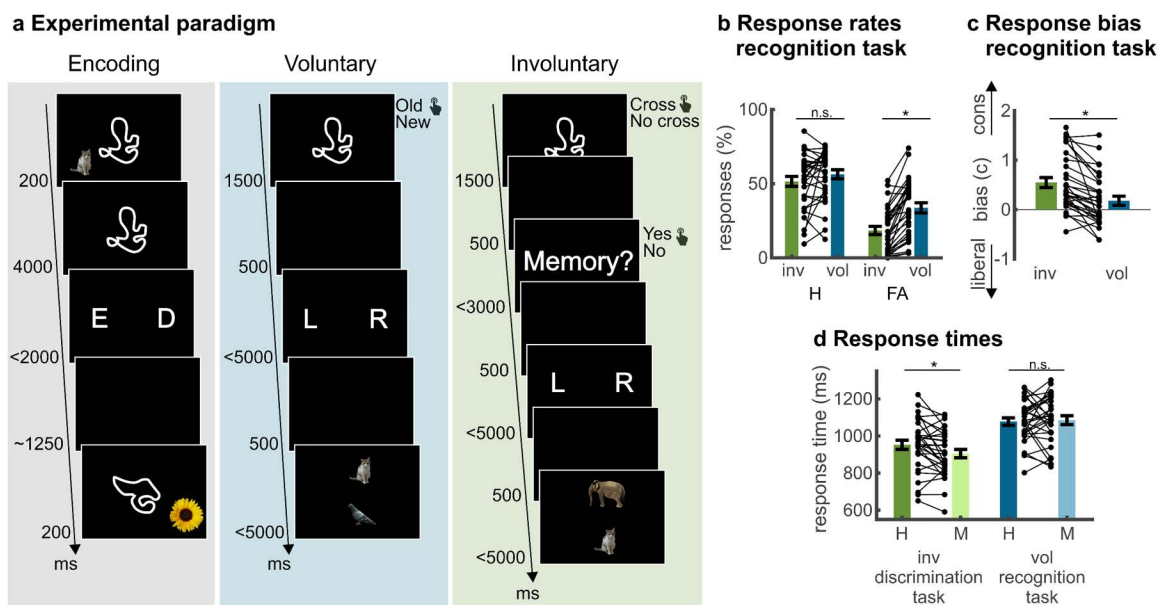 a Experimental paradigm
Encoding
Voluntary
Involuntary
200
4000
E D
<2000
~1250
200
ms
Old
New
1500
500
L R
<5000
500
<5000
Cross
No cross
1500
500
Yes
No
Memory?
<3000
500
L R
<5000
500
<5000
ms
b Response rates
recognition task
responses (%)
100
50
0
n.s.
*
inv vol inv vol
H FA
c Response bias
recognition task
liberal bias (c) cons
2
1
0
-1
*
inv vol
d Response times
response time (ms)
1200
1000
800
600
*
n.s.
H M H M
inv vol
discrimination recognition
task task